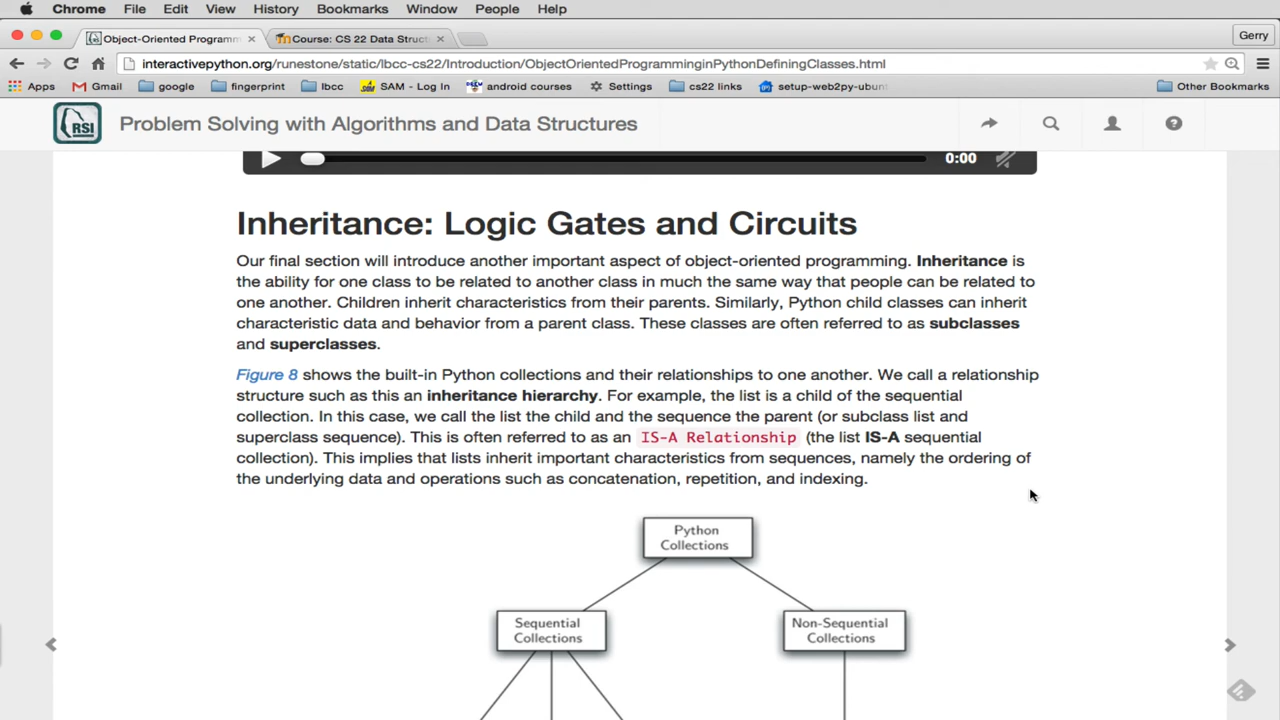 Chrome File Edit View History Bookmarks Window People Help
Object-Oriented Programm × Course: CS 22 Data Struct × Gerry
interactivepython.org/runestone/static/lbcc-cs22/Introduction/ObjectOrientedProgramminginPythonDefiningClasses.html
Apps Gmail google fingerprint lbcc SAM - Log In android courses Settings cs22 links setup-web2py-ubun Other Bookmarks
RSI Problem Solving with Algorithms and Data Structures
0:00
Inheritance: Logic Gates and Circuits
Our final section will introduce another important aspect of object-oriented programming. Inheritance is
the ability for one class to be related to another class in much the same way that people can be related to
one another. Children inherit characteristics from their parents. Similarly, Python child classes can inherit
characteristic data and behavior from a parent class. These classes are often referred to as subclasses
and superclasses.
Figure 8 shows the built-in Python collections and their relationships to one another. We call a relationship
structure such as this an inheritance hierarchy. For example, the list is a child of the sequential
collection. In this case, we call the list the child and the sequence the parent (or subclass list and
superclass sequence). This is often referred to as an IS-A Relationship (the list IS-A sequential
collection). This implies that lists inherit important characteristics from sequences, namely the ordering of
the underlying data and operations such as concatenation, repetition, and indexing.
Python
Collections
Sequential
Collections
Non-Sequential
Collections